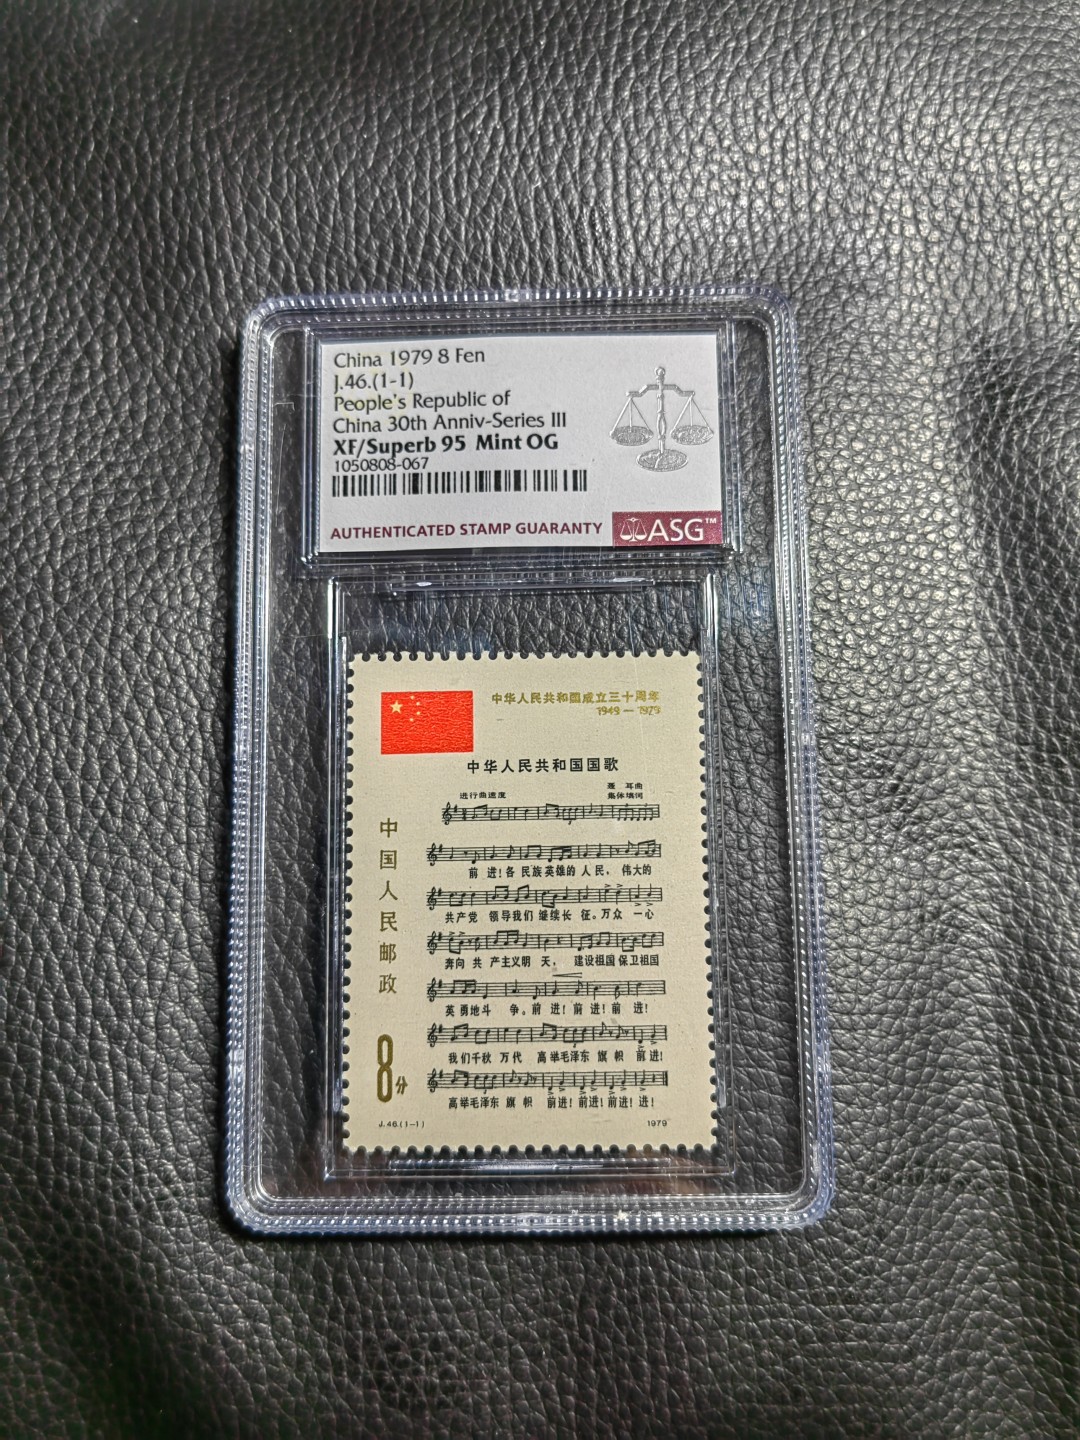 China 1979 8 Fen
J.46.(1-1)
People's Republic of
China 30th Anniv-Series III
XF/Superb 95 Mint OG
1050808-067
AUTHENTICATED STAMP GUARANTY
ASG™
中华人民共和国成立三十周年
1949—1979
中华人民共和国国歌
聂耳曲
进行曲速度
集体填词
前进!各民族英雄的人民,伟大的
共产党 领导我们继续长征。万众一心
奔向共产主义明天,建设祖国保卫祖国
英勇地斗争。前进!前进!前进!
我们千秋万代 高举毛泽东旗帜 前进!
高举毛泽东旗帜 前进!前进!前进!进!
中国人民邮政
8分
J.46.(1-1)
1979